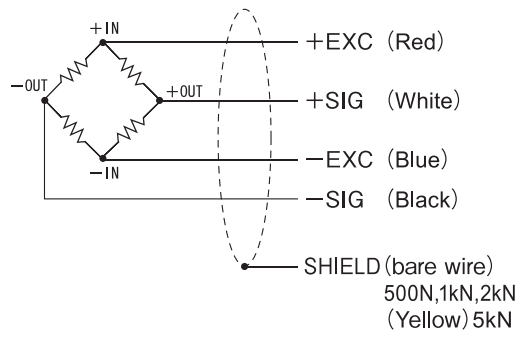 +IN
+EXC (Red)
-OUT
+OUT
+SIG (White)
-IN
-EXC (Blue)
-SIG (Black)
SHIELD (bare wire)
500N,1kN,2kN
(Yellow) 5kN